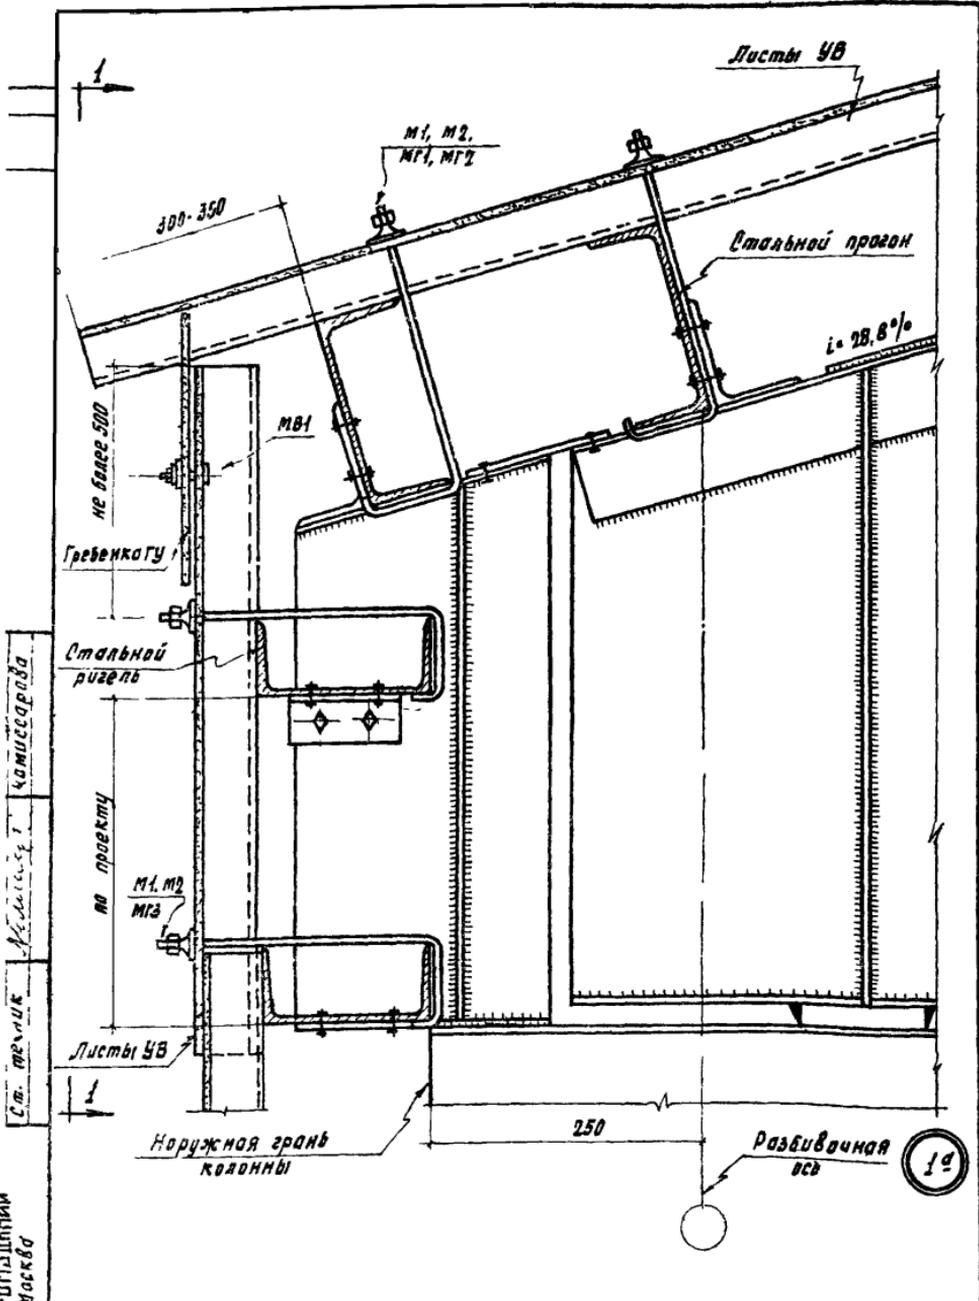 1
Листы УВ
М1, М2,
МГ1, МГ2
300-350
Стальной прогон
i= 28,8%
не более 500
МВ1
Гребенка ГУ
Стальной
ригель
по проекту
М1, М2
МГ3
Листы УВ
1
Наружная грань
колонны
250
Разбивочная
ось
1а
Комиссарова
Ст. техник
Москва